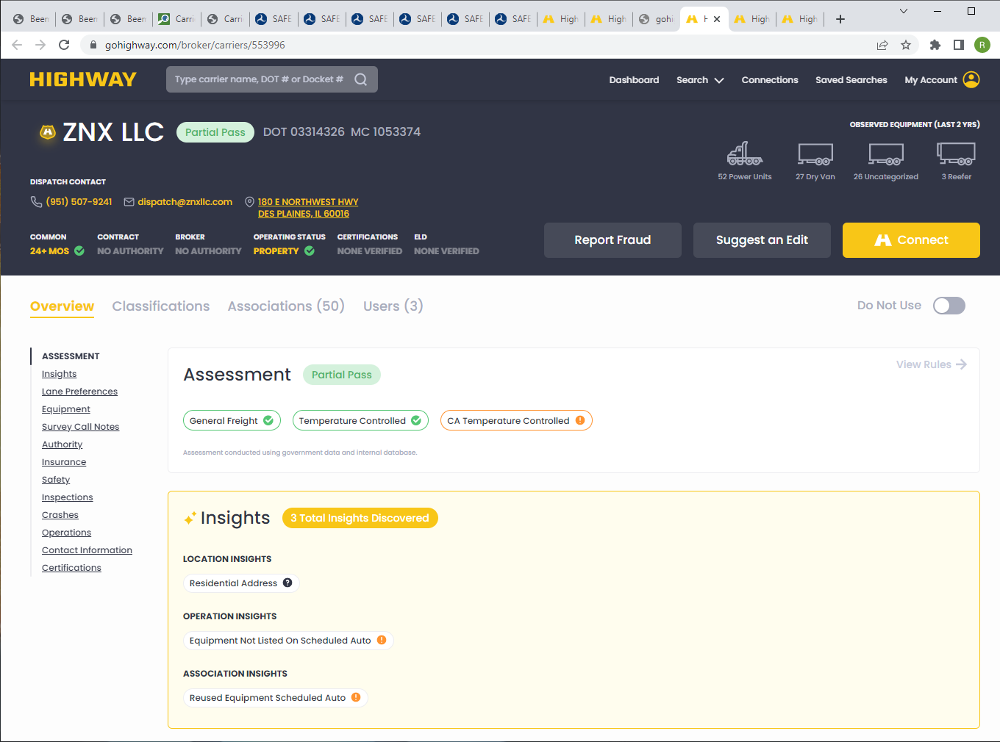 Been
Been
Been
Carri
Carri
SAFE
SAFE
SAFE
SAFE
SAFE
SAFE
High
High
gohi
H
High
High
gohighway.com/broker/carriers/553996
R
HIGHWAY
Type carrier name, DOT # or Docket #
Dashboard
Search
Connections
Saved Searches
My Account
ZNX LLC
Partial Pass
DOT 03314326 MC 1053374
OBSERVED EQUIPMENT (LAST 2 YRS)
52 Power Units
27 Dry Van
26 Uncategorized
3 Reefer
DISPATCH CONTACT
(951) 507-9241
dispatch@znxllc.com
180 E NORTHWEST HWY
DES PLAINES, IL 60016
COMMON
24+ MOS
CONTRACT
NO AUTHORITY
BROKER
NO AUTHORITY
OPERATING STATUS
PROPERTY
CERTIFICATIONS
NONE VERIFIED
ELD
NONE VERIFIED
Report Fraud
Suggest an Edit
Connect
Overview
Classifications
Associations (50)
Users (3)
Do Not Use
ASSESSMENT
Insights
Lane Preferences
Equipment
Survey Call Notes
Authority
Insurance
Safety
Inspections
Crashes
Operations
Contact Information
Certifications
Assessment
Partial Pass
View Rules
General Freight
Temperature Controlled
CA Temperature Controlled
Assessment conducted using government data and internal database.
Insights
3 Total Insights Discovered
LOCATION INSIGHTS
Residential Address
OPERATION INSIGHTS
Equipment Not Listed On Scheduled Auto
ASSOCIATION INSIGHTS
Reused Equipment Scheduled Auto